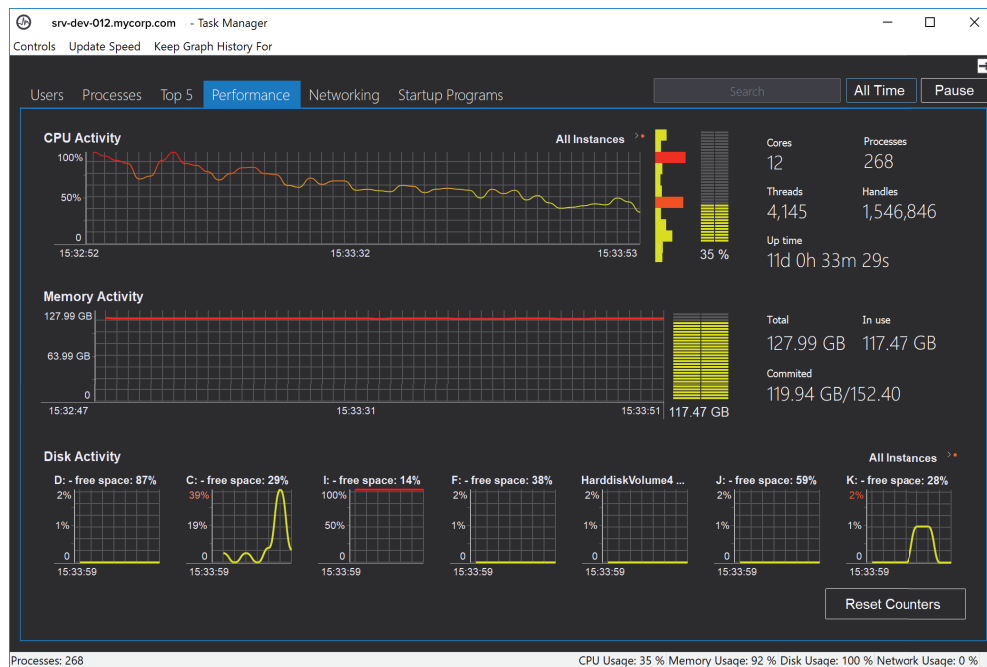 srv-dev-012.mycorp.com - Task Manager
Controls Update Speed Keep Graph History For
Users Processes Top 5 Performance Networking Startup Programs Search All Time Pause
CPU Activity All Instances
100%
50%
0
15:32:52 15:33:32 15:33:53
35 %
Cores Processes
12 268
Threads Handles
4,145 1,546,846
Up time
11d 0h 33m 29s
Memory Activity
127.99 GB
63.99 GB
0
15:32:47 15:33:31 15:33:51
117.47 GB
Total In use
127.99 GB 117.47 GB
Commited
119.94 GB/152.40
Disk Activity All Instances
D: - free space: 87% C: - free space: 29% I: - free space: 14% F: - free space: 38% HarddiskVolume4 ... J: - free space: 59% K: - free space: 28%
2% 39% 100% 2% 2% 2% 2%
1% 19% 50% 1% 1% 1% 1%
0 0 0 0 0 0 0
15:33:59 15:33:59 15:33:59 15:33:59 15:33:59 15:33:59 15:33:59
Reset Counters
Processes: 268 CPU Usage: 35 % Memory Usage: 92 % Disk Usage: 100 % Network Usage: 0 %